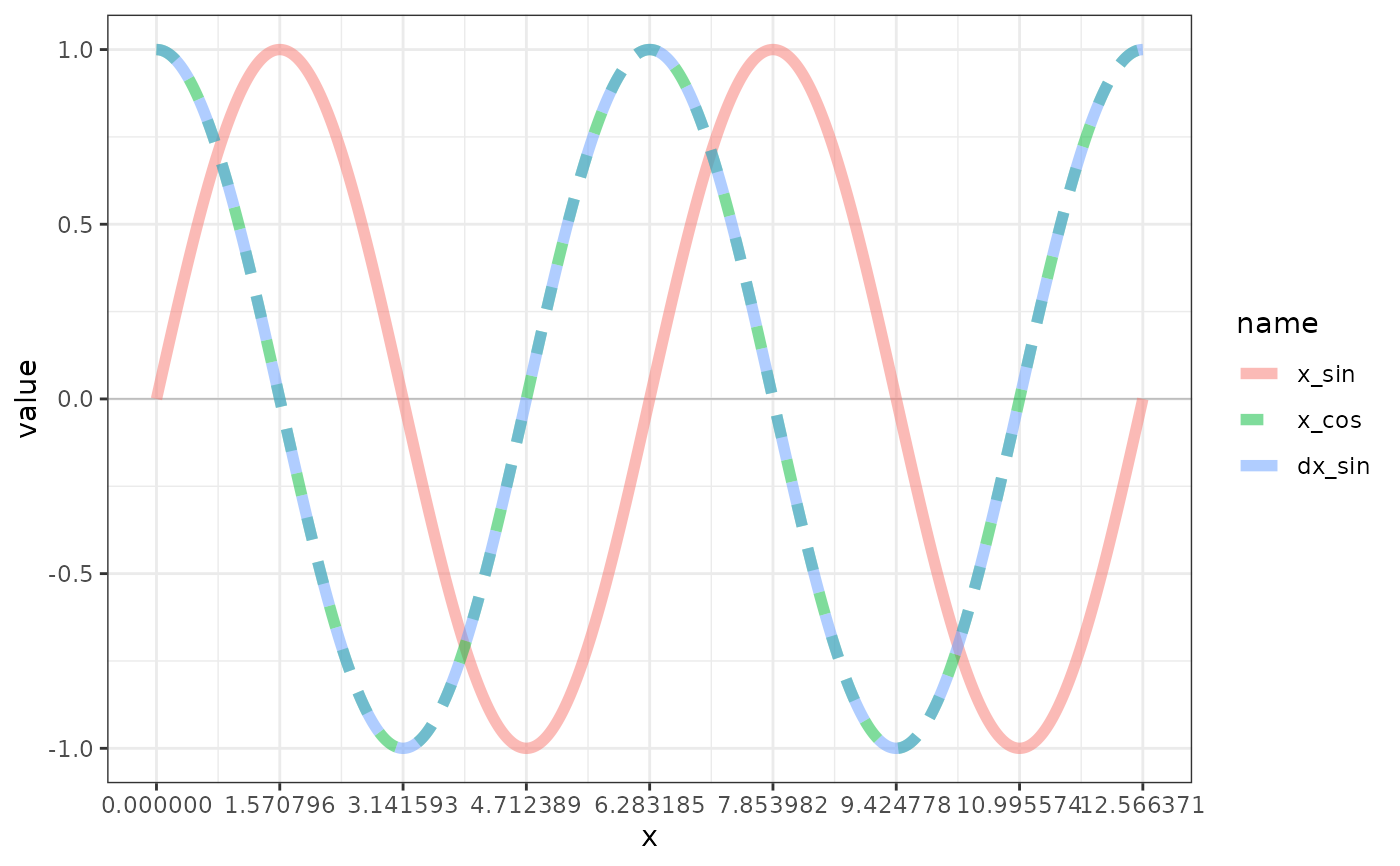 1.0
0.5
0.0
-0.5
-1.0
value
0.000000 1.570796 3.141593 4.712389 6.283185 7.853982 9.424778 10.995574 12.566371
x
name
x_sin
x_cos
dx_sin